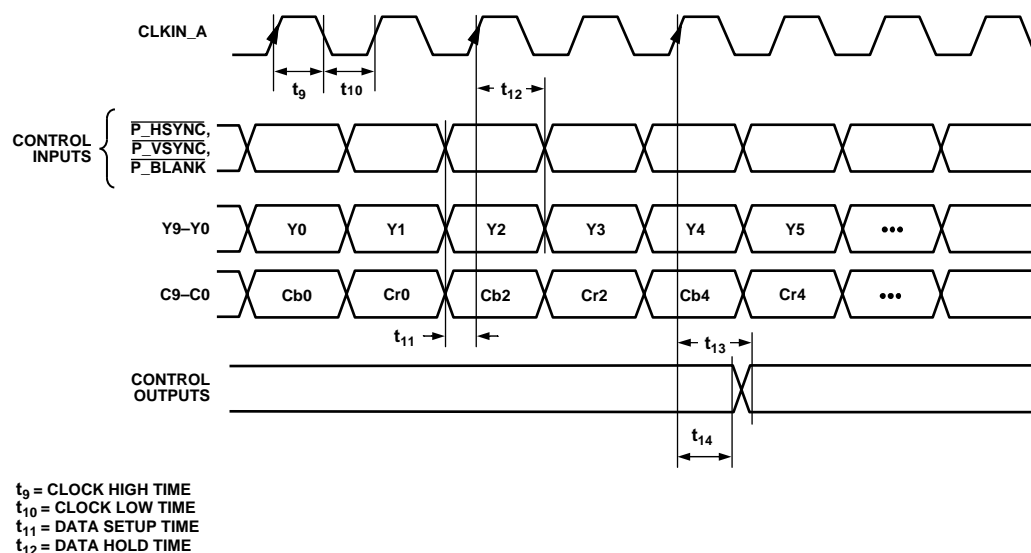 CLKIN_A
t9
t10
t12
CONTROL
INPUTS
P_HSYNC,
P_VSYNC,
P_BLANK
Y9–Y0
Y0
Y1
Y2
Y3
Y4
Y5
•••
C9–C0
Cb0
Cr0
Cb2
Cr2
Cb4
Cr4
•••
t11
t13
CONTROL
OUTPUTS
t14
t9 = CLOCK HIGH TIME
t10 = CLOCK LOW TIME
t11 = DATA SETUP TIME
t12 = DATA HOLD TIME